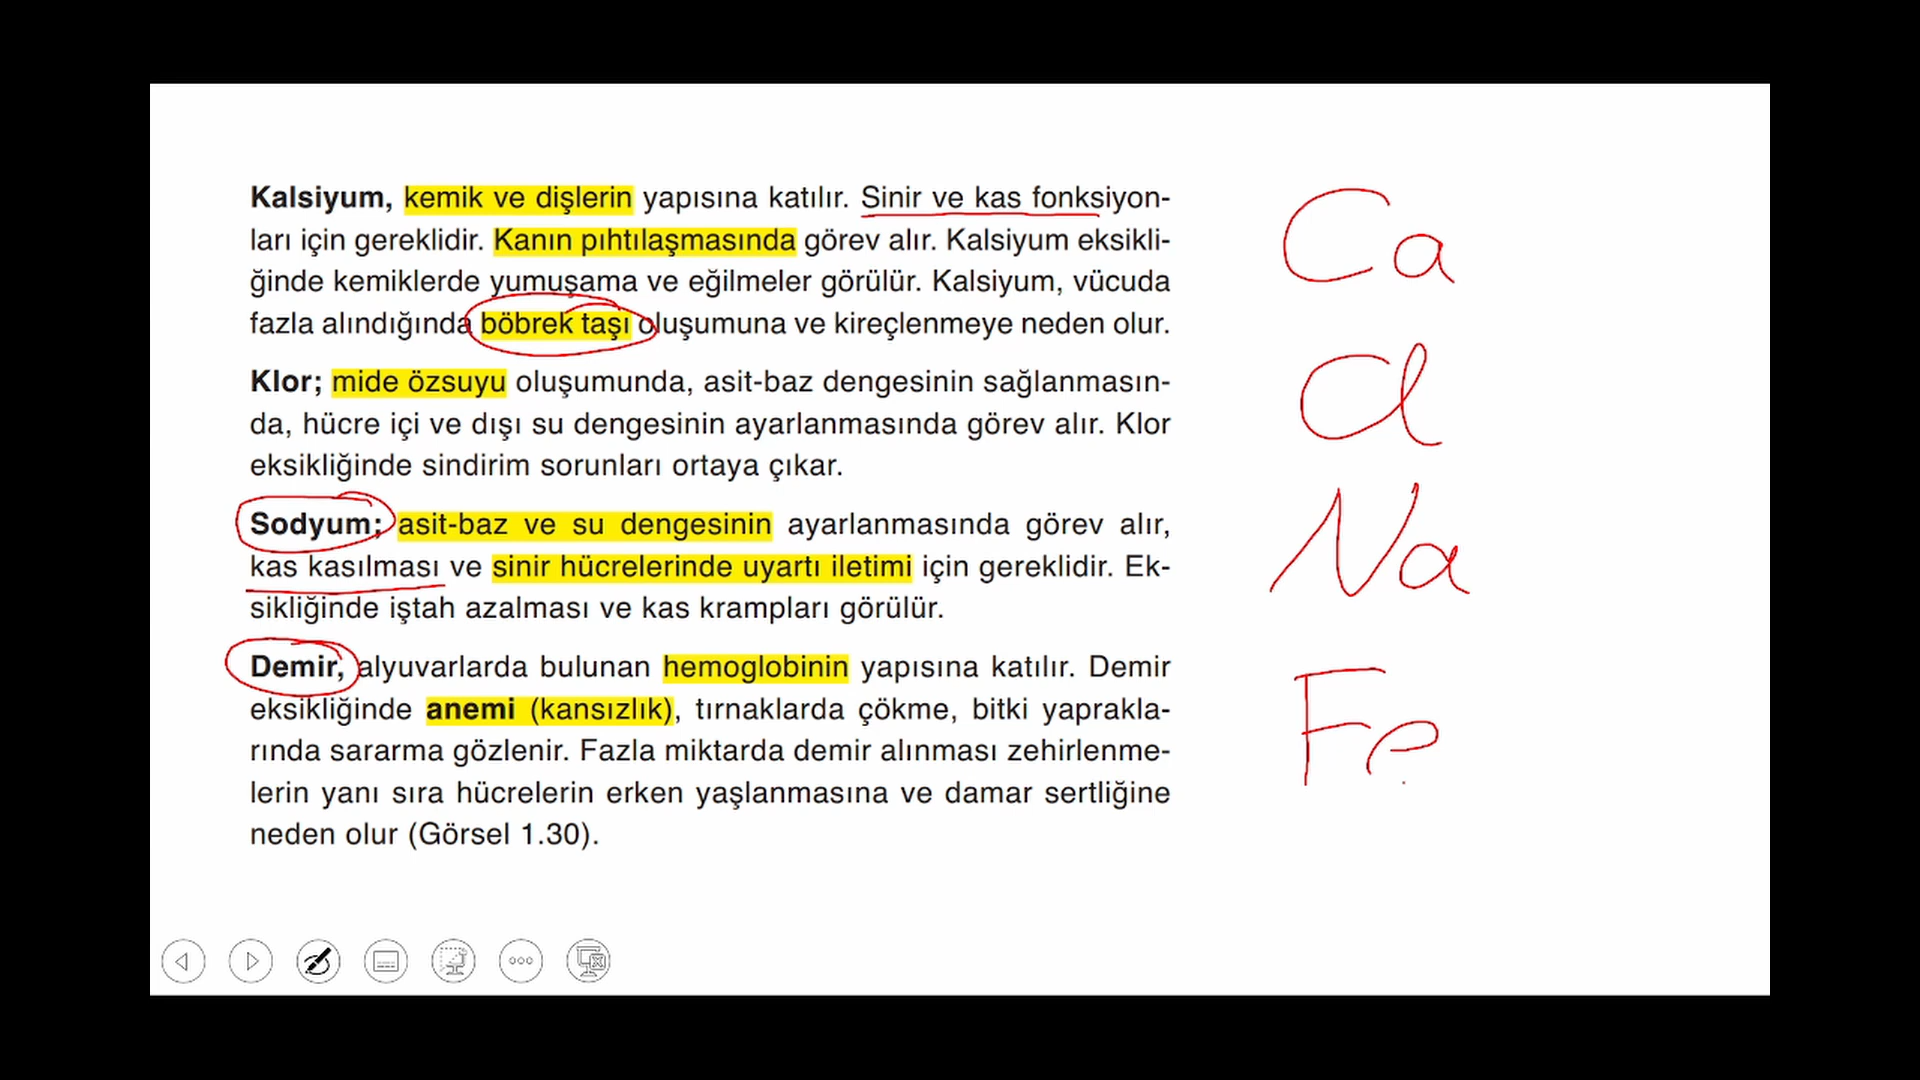 Kalsiyum, kemik ve dişlerin yapısına katılır. Sinir ve kas fonksiyon-
ları için gereklidir. Kanın pıhtılaşmasında görev alır. Kalsiyum eksikli-
ğinde kemiklerde yumuşama ve eğilmeler görülür. Kalsiyum, vücuda
fazla alındığında böbrek taşı oluşumuna ve kireçlenmeye neden olur.
Ca
Klor; mide özsuyu oluşumunda, asit-baz dengesinin sağlanmasın-
da, hücre içi ve dışı su dengesinin ayarlanmasında görev alır. Klor
eksikliğinde sindirim sorunları ortaya çıkar.
Cl
Sodyum; asit-baz ve su dengesinin ayarlanmasında görev alır,
kas kasılması ve sinir hücrelerinde uyartı iletimi için gereklidir. Ek-
sikliğinde iştah azalması ve kas krampları görülür.
Na
Demir, alyuvarlarda bulunan hemoglobinin yapısına katılır. Demir
eksikliğinde anemi (kansızlık), tırnaklarda çökme, bitki yaprakla-
rında sararma gözlenir. Fazla miktarda demir alınması zehirlenme-
lerin yanı sıra hücrelerin erken yaşlanmasına ve damar sertliğine
neden olur (Görsel 1.30).
Fe